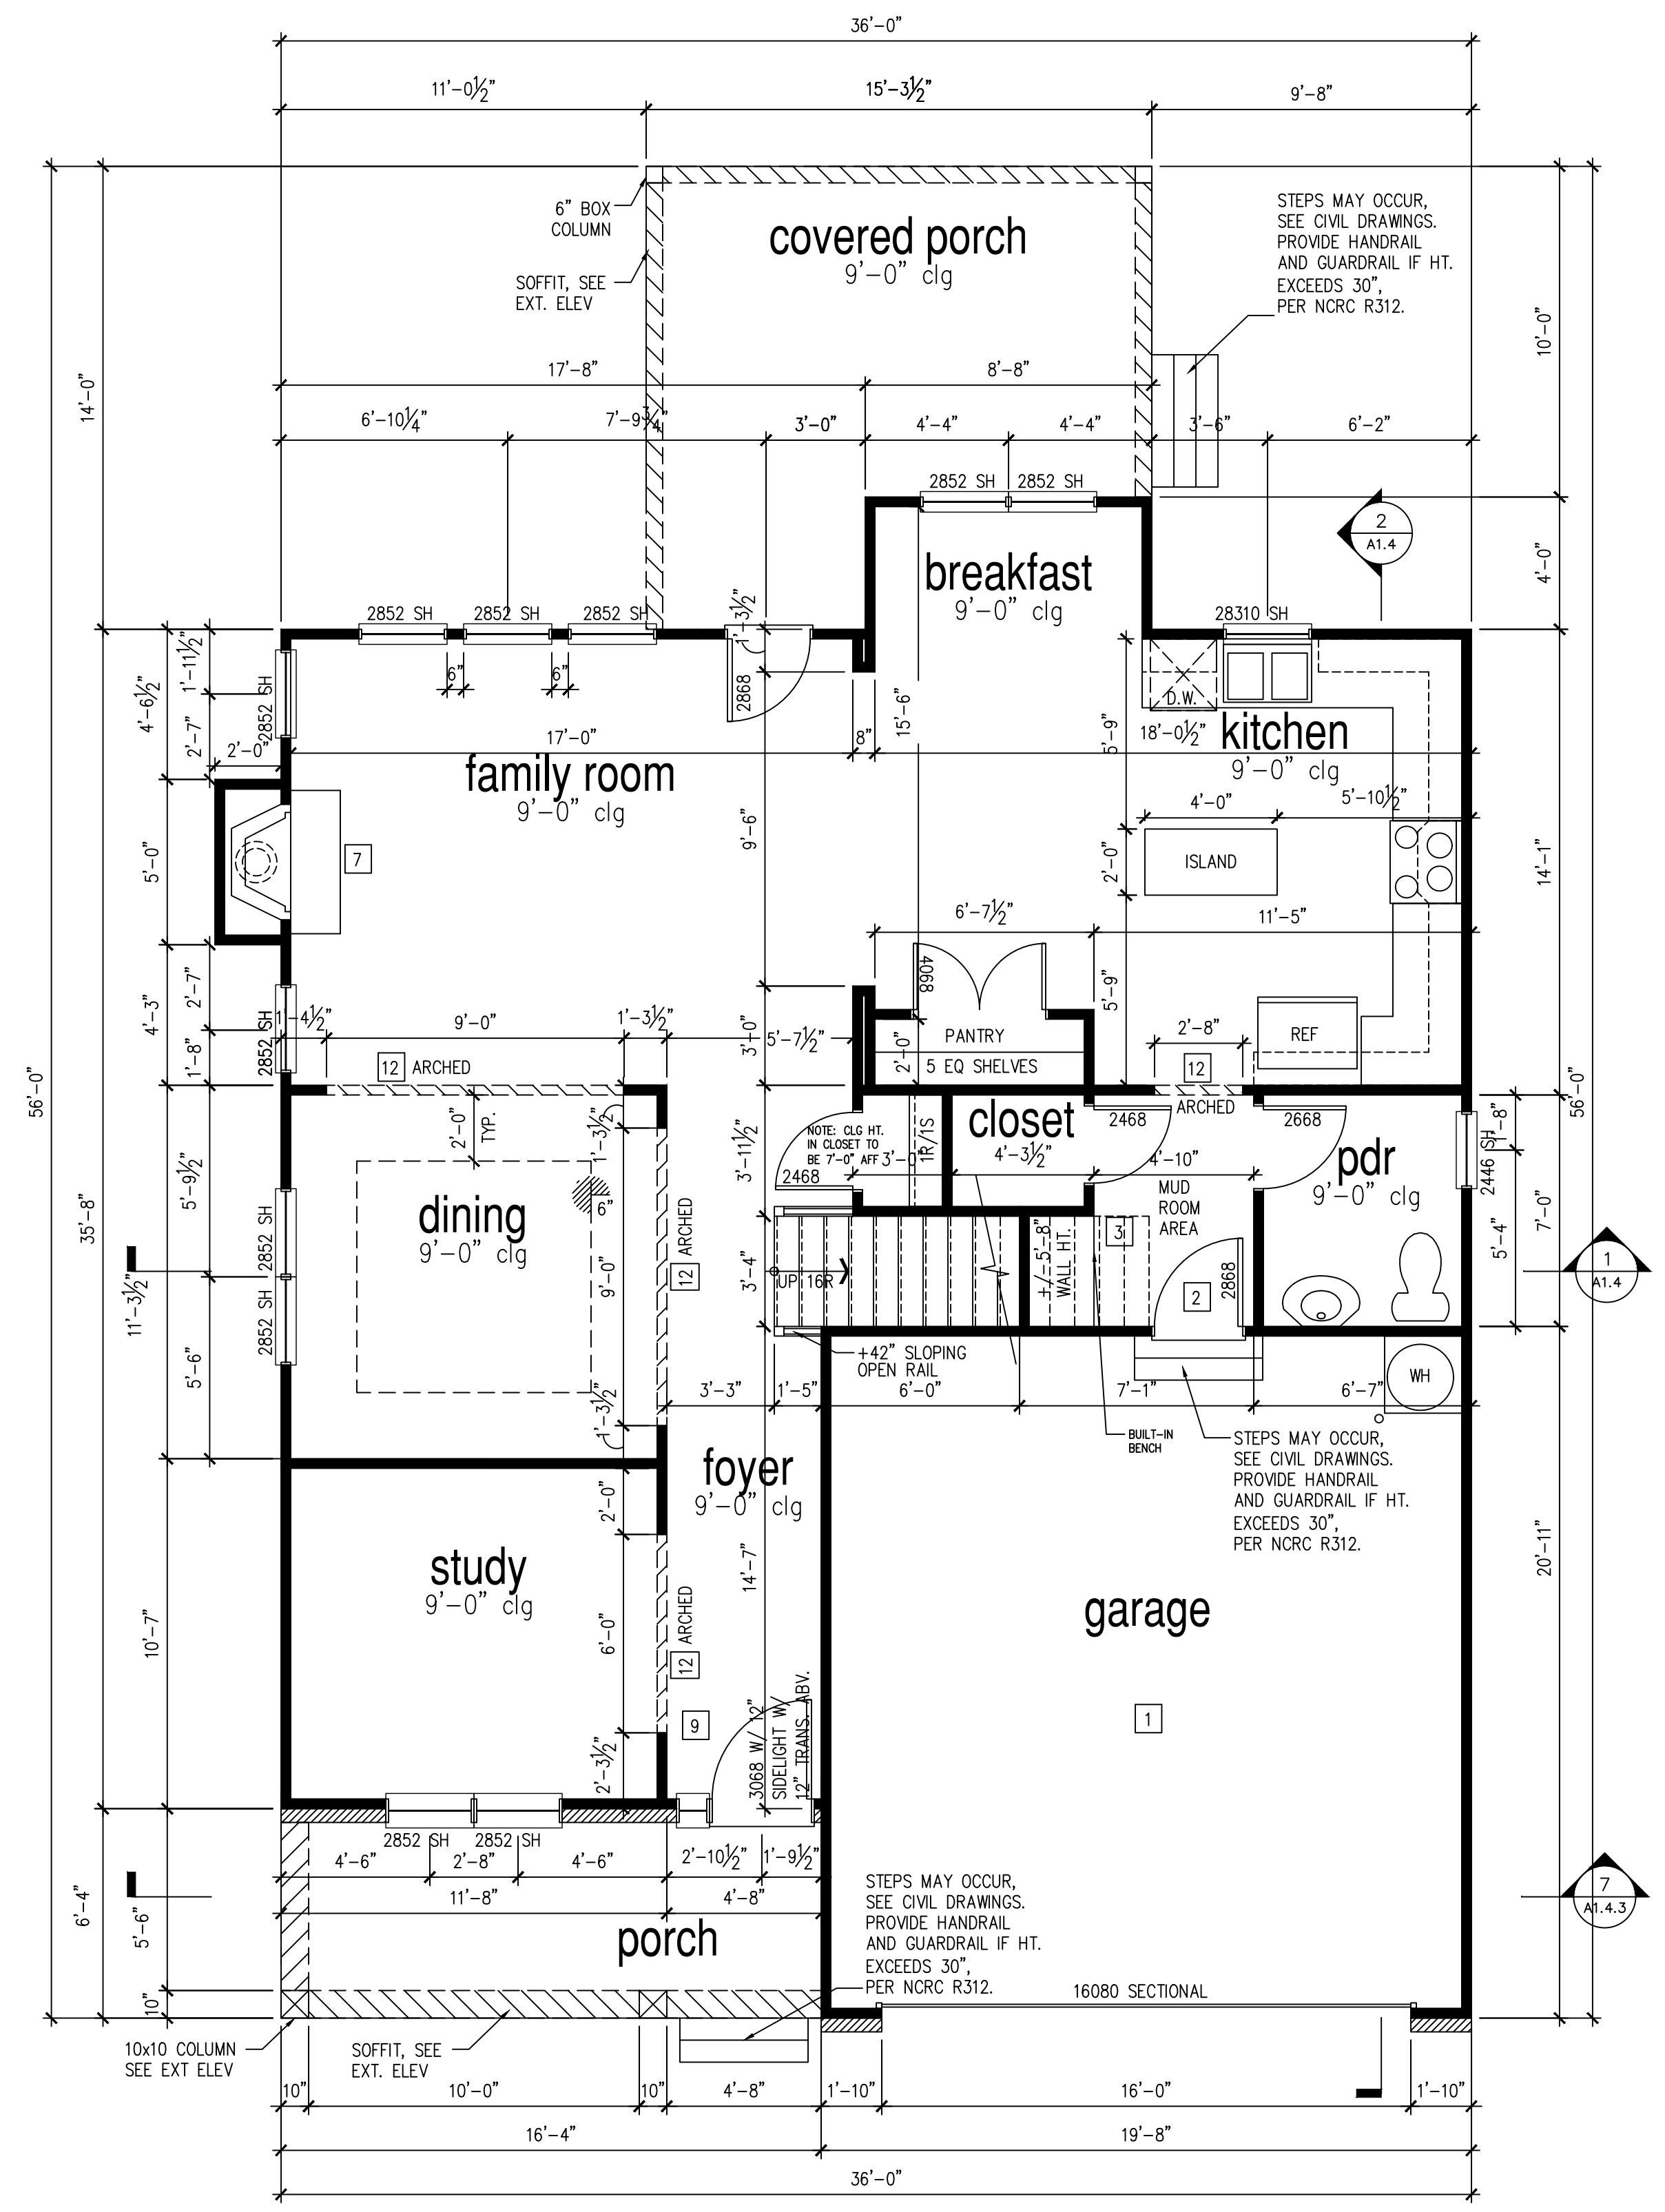 36'-0"
11'-0½"
15'-3½"
9'-8"
6" BOX
COLUMN
covered porch
9'-0" clg
STEPS MAY OCCUR,
SEE CIVIL DRAWINGS.
PROVIDE HANDRAIL
AND GUARDRAIL IF HT.
EXCEEDS 30",
PER NCRC R312.
SOFFIT, SEE
EXT. ELEV
10'-0"
14'-0"
17'-8"
8'-8"
6'-10¼"
7'-9¾"
3'-0"
4'-4"
4'-4"
3'-6"
6'-2"
2852 SH
2852 SH
2
A1.4
4'-0"
breakfast
9'-0" clg
2852 SH
2852 SH
2852 SH
1'-3½"
28310 SH
1'-11½"
4'-6½"
2'-7"
2852 SH
6"
6"
2868
15'-6"
D.W.
2'-0"
17'-0"
8"
5'-9"
18'-0½"
kitchen
9'-0" clg
family room
9'-0" clg
4'-0"
5'-10½"
5'-0"
7
9'-6"
2'-0"
ISLAND
14'-1"
6'-7½"
11'-5"
4068
5'-9"
4'-3"
2'-7"
1'-8"
2852 SH
1'-4½"
9'-0"
1'-3½"
3'-0"
5'-7½"
2'-0"
PANTRY
5 EQ SHELVES
2'-8"
REF
12
ARCHED
12
ARCHED
56'-0"
56'-0"
2'-0"
TYP.
1'-3½"
3'-11½"
NOTE: CLG HT.
IN CLOSET TO
BE 7'-0" AFF
3'-0"
1R/1S
2468
closet
4'-3½"
2468
4'-10"
2668
pdr
9'-0" clg
2446 SH
1'-8"
7'-0"
5'-4"
MUD
ROOM
AREA
35'-8"
5'-9½"
11'-3½"
5'-6"
2852 SH
2852 SH
dining
9'-0" clg
6"
9'-0"
ARCHED
12
3'-4"
UP 16R
+/- 5'-8"
WALL HT.
3
2
2868
1
A1.4
1'-3½"
+42" SLOPING
OPEN RAIL
3'-3"
1'-5"
6'-0"
7'-1"
6'-7"
WH
BUILT-IN
BENCH
STEPS MAY OCCUR,
SEE CIVIL DRAWINGS.
PROVIDE HANDRAIL
AND GUARDRAIL IF HT.
EXCEEDS 30",
PER NCRC R312.
foyer
9'-0" clg
2'-0"
study
9'-0" clg
14'-7"
20'-11"
10'-7"
6'-0"
ARCHED
12
garage
1
9
3068 W/ 12"
SIDELIGHT W/
12" TRANS. ABV.
2'-3½"
2852 SH
2852 SH
4'-6"
2'-8"
4'-6"
2'-10½"
1'-9½"
11'-8"
4'-8"
porch
6'-4"
5'-6"
10"
STEPS MAY OCCUR,
SEE CIVIL DRAWINGS.
PROVIDE HANDRAIL
AND GUARDRAIL IF HT.
EXCEEDS 30",
PER NCRC R312.
7
A1.4.3
16080 SECTIONAL
10x10 COLUMN
SEE EXT ELEV
SOFFIT, SEE
EXT. ELEV
10"
10'-0"
10"
4'-8"
1'-10"
16'-0"
1'-10"
16'-4"
19'-8"
36'-0"